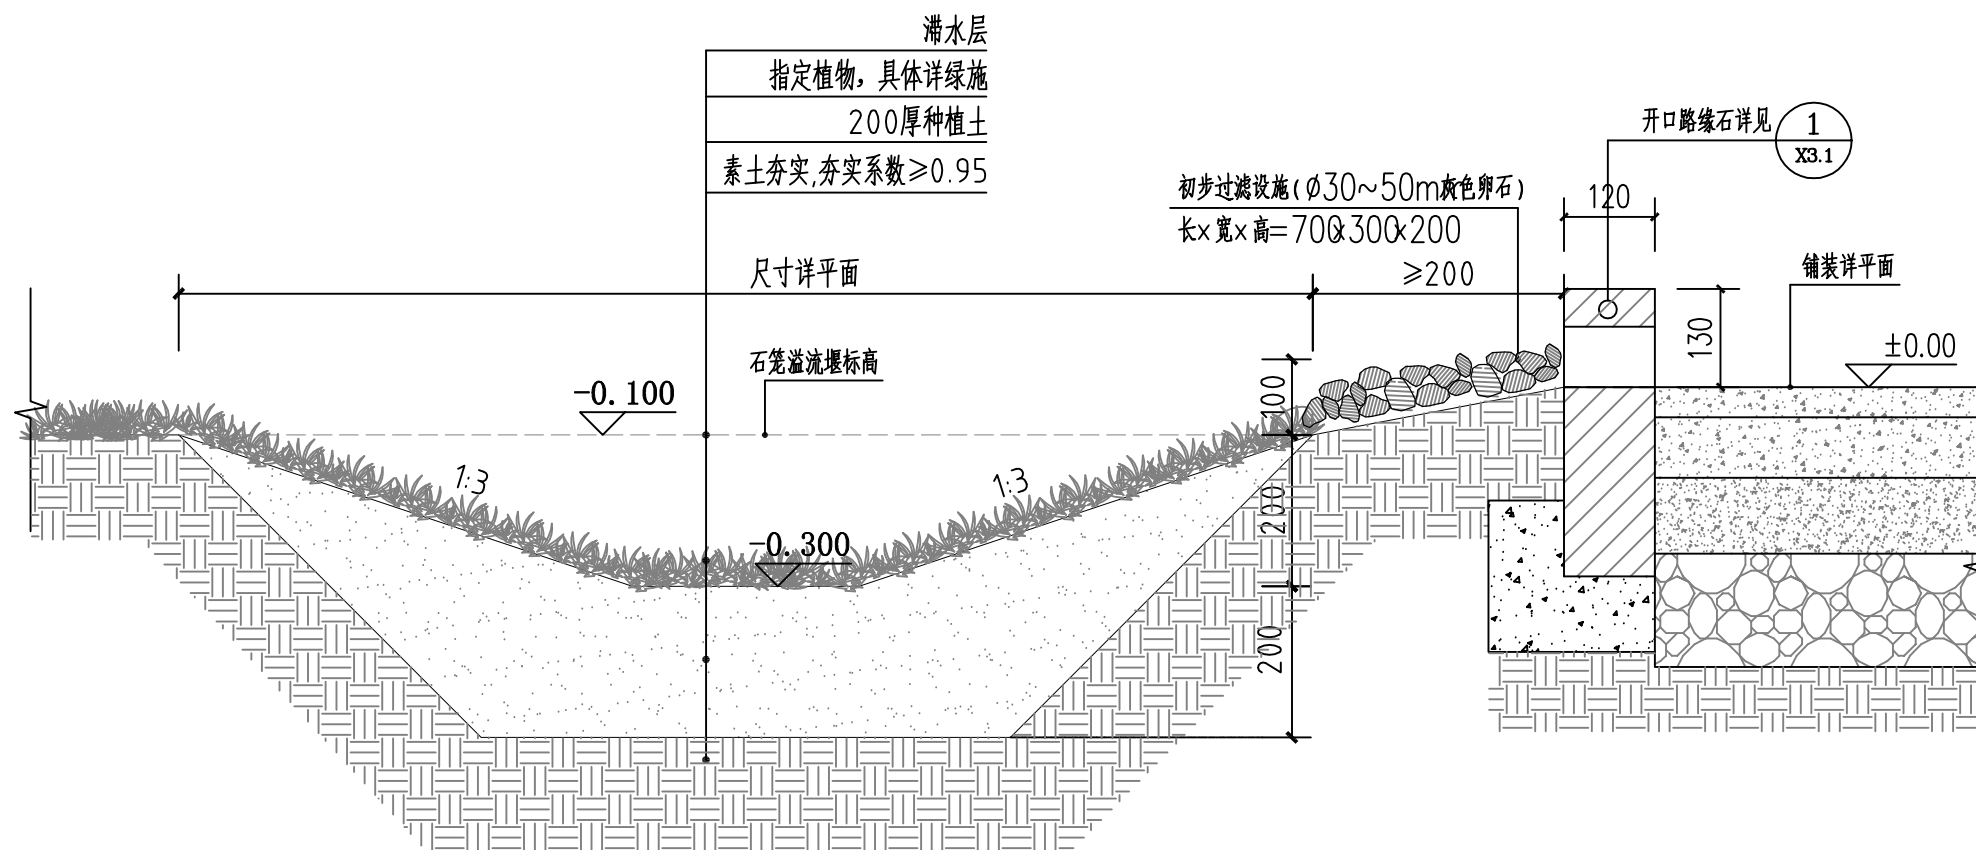 滞水层
指定植物，具体详绿施
200厚种植土
素土夯实,夯实系数≥0.95
开口路缘石详见
1
X3.1
初步过滤设施(Ø30~50mm灰色卵石)
长x宽x高=700x300x200
120
尺寸详平面
≥200
铺装详平面
130
±0.00
石笼溢流堰标高
-0.100
100
1:3
1:3
200
-0.300
200